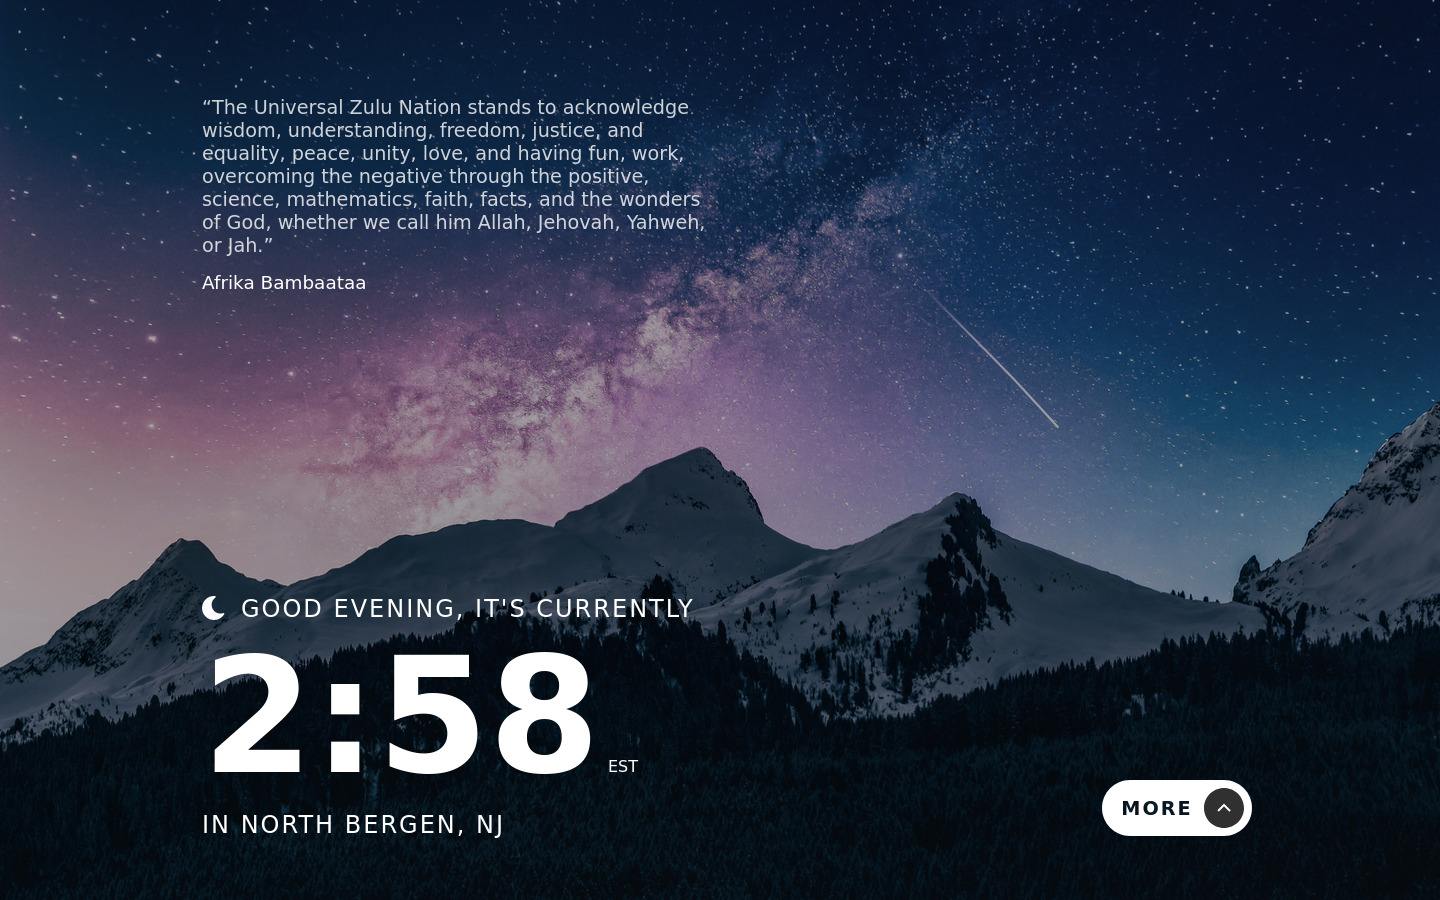 “The Universal Zulu Nation stands to acknowledge
wisdom, understanding, freedom, justice, and
equality, peace, unity, love, and having fun, work,
overcoming the negative through the positive,
science, mathematics, faith, facts, and the wonders
of God, whether we call him Allah, Jehovah, Yahweh,
or Jah.”
Afrika Bambaataa
GOOD EVENING, IT'S CURRENTLY
2:58 EST
IN NORTH BERGEN, NJ
MORE